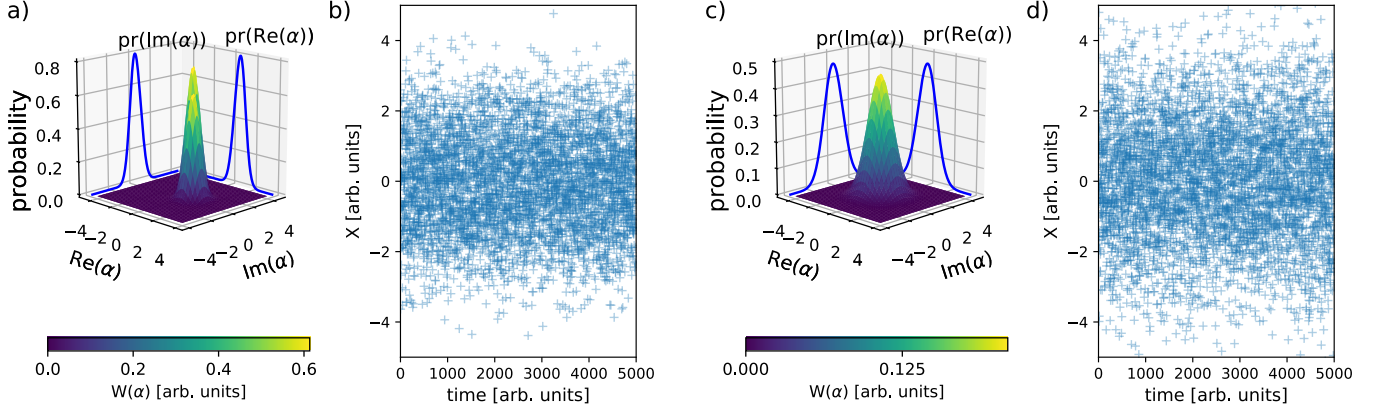 a)
pr(Im(α))
pr(Re(α))
probability
0.8
0.6
0.4
0.2
0.0
−4
−2
0
2
4
Re(α)
−4
−2
0
2
4
Im(α)
0.0
0.2
0.4
0.6
W(α) [arb. units]
b)
X [arb. units]
4
2
0
−2
−4
0
1000
2000
3000
4000
5000
time [arb. units]
c)
pr(Im(α))
pr(Re(α))
probability
0.5
0.4
0.3
0.2
0.1
0.0
−4
−2
0
2
4
Re(α)
−4
−2
0
2
4
Im(α)
0.000
0.125
W(α) [arb. units]
d)
X [arb. units]
4
2
0
−2
−4
0
1000
2000
3000
4000
5000
time [arb. units]